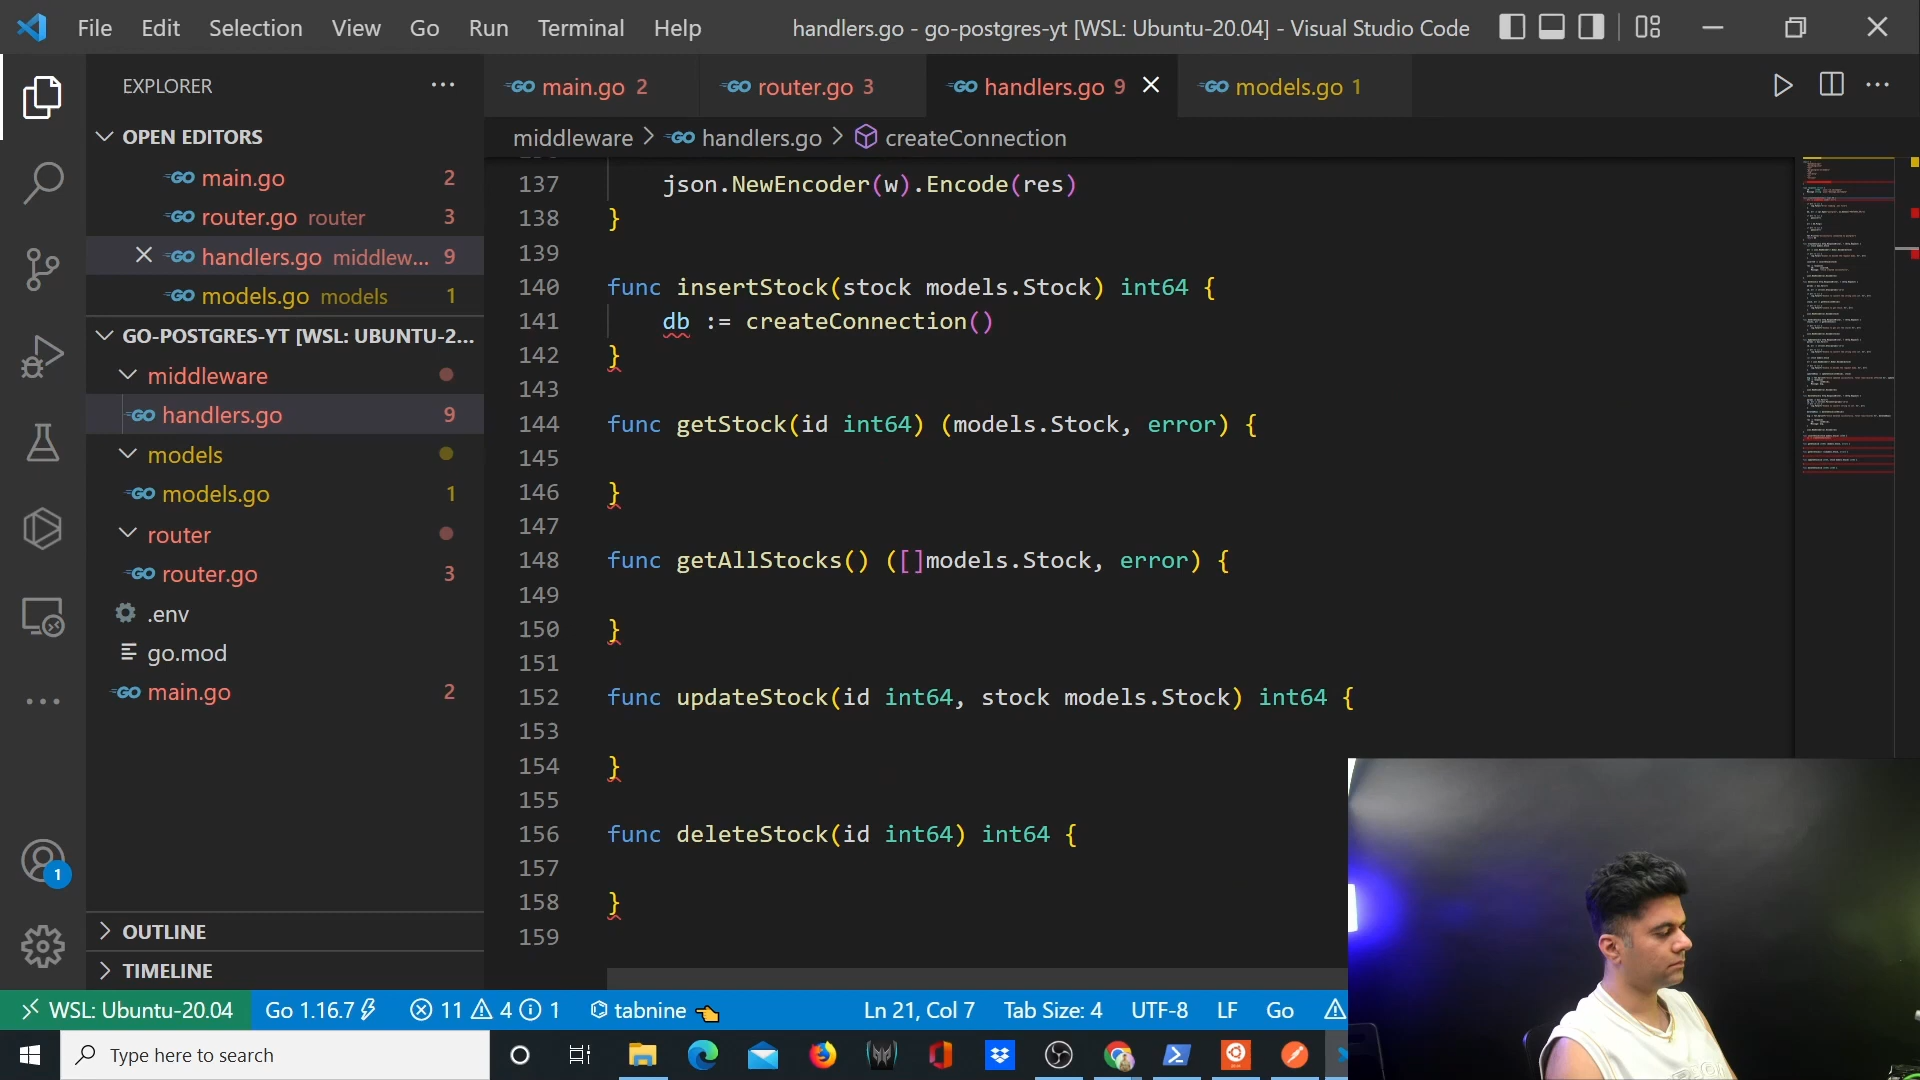 File Edit Selection View Go Run Terminal Help
handlers.go - go-postgres-yt [WSL: Ubuntu-20.04] - Visual Studio Code
EXPLORER
OPEN EDITORS
GO main.go 2
GO router.go router 3
GO handlers.go middlew... 9
GO models.go models 1
GO-POSTGRES-YT [WSL: UBUNTU-2...
middleware
GO handlers.go 9
models
GO models.go 1
router
GO router.go 3
.env
go.mod
GO main.go 2
OUTLINE
TIMELINE
1
GO main.go 2 GO router.go 3 GO handlers.go 9 GO models.go 1
middleware > GO handlers.go > createConnection
137 json.NewEncoder(w).Encode(res)
138 }
139
140 func insertStock(stock models.Stock) int64 {
141 db := createConnection()
142 }
143
144 func getStock(id int64) (models.Stock, error) {
145
146 }
147
148 func getAllStocks() ([]models.Stock, error) {
149
150 }
151
152 func updateStock(id int64, stock models.Stock) int64 {
153
154 }
155
156 func deleteStock(id int64) int64 {
157
158 }
159
WSL: Ubuntu-20.04 Go 1.16.7 11 4 1 tabnine Ln 21, Col 7 Tab Size: 4 UTF-8 LF Go
Type here to search